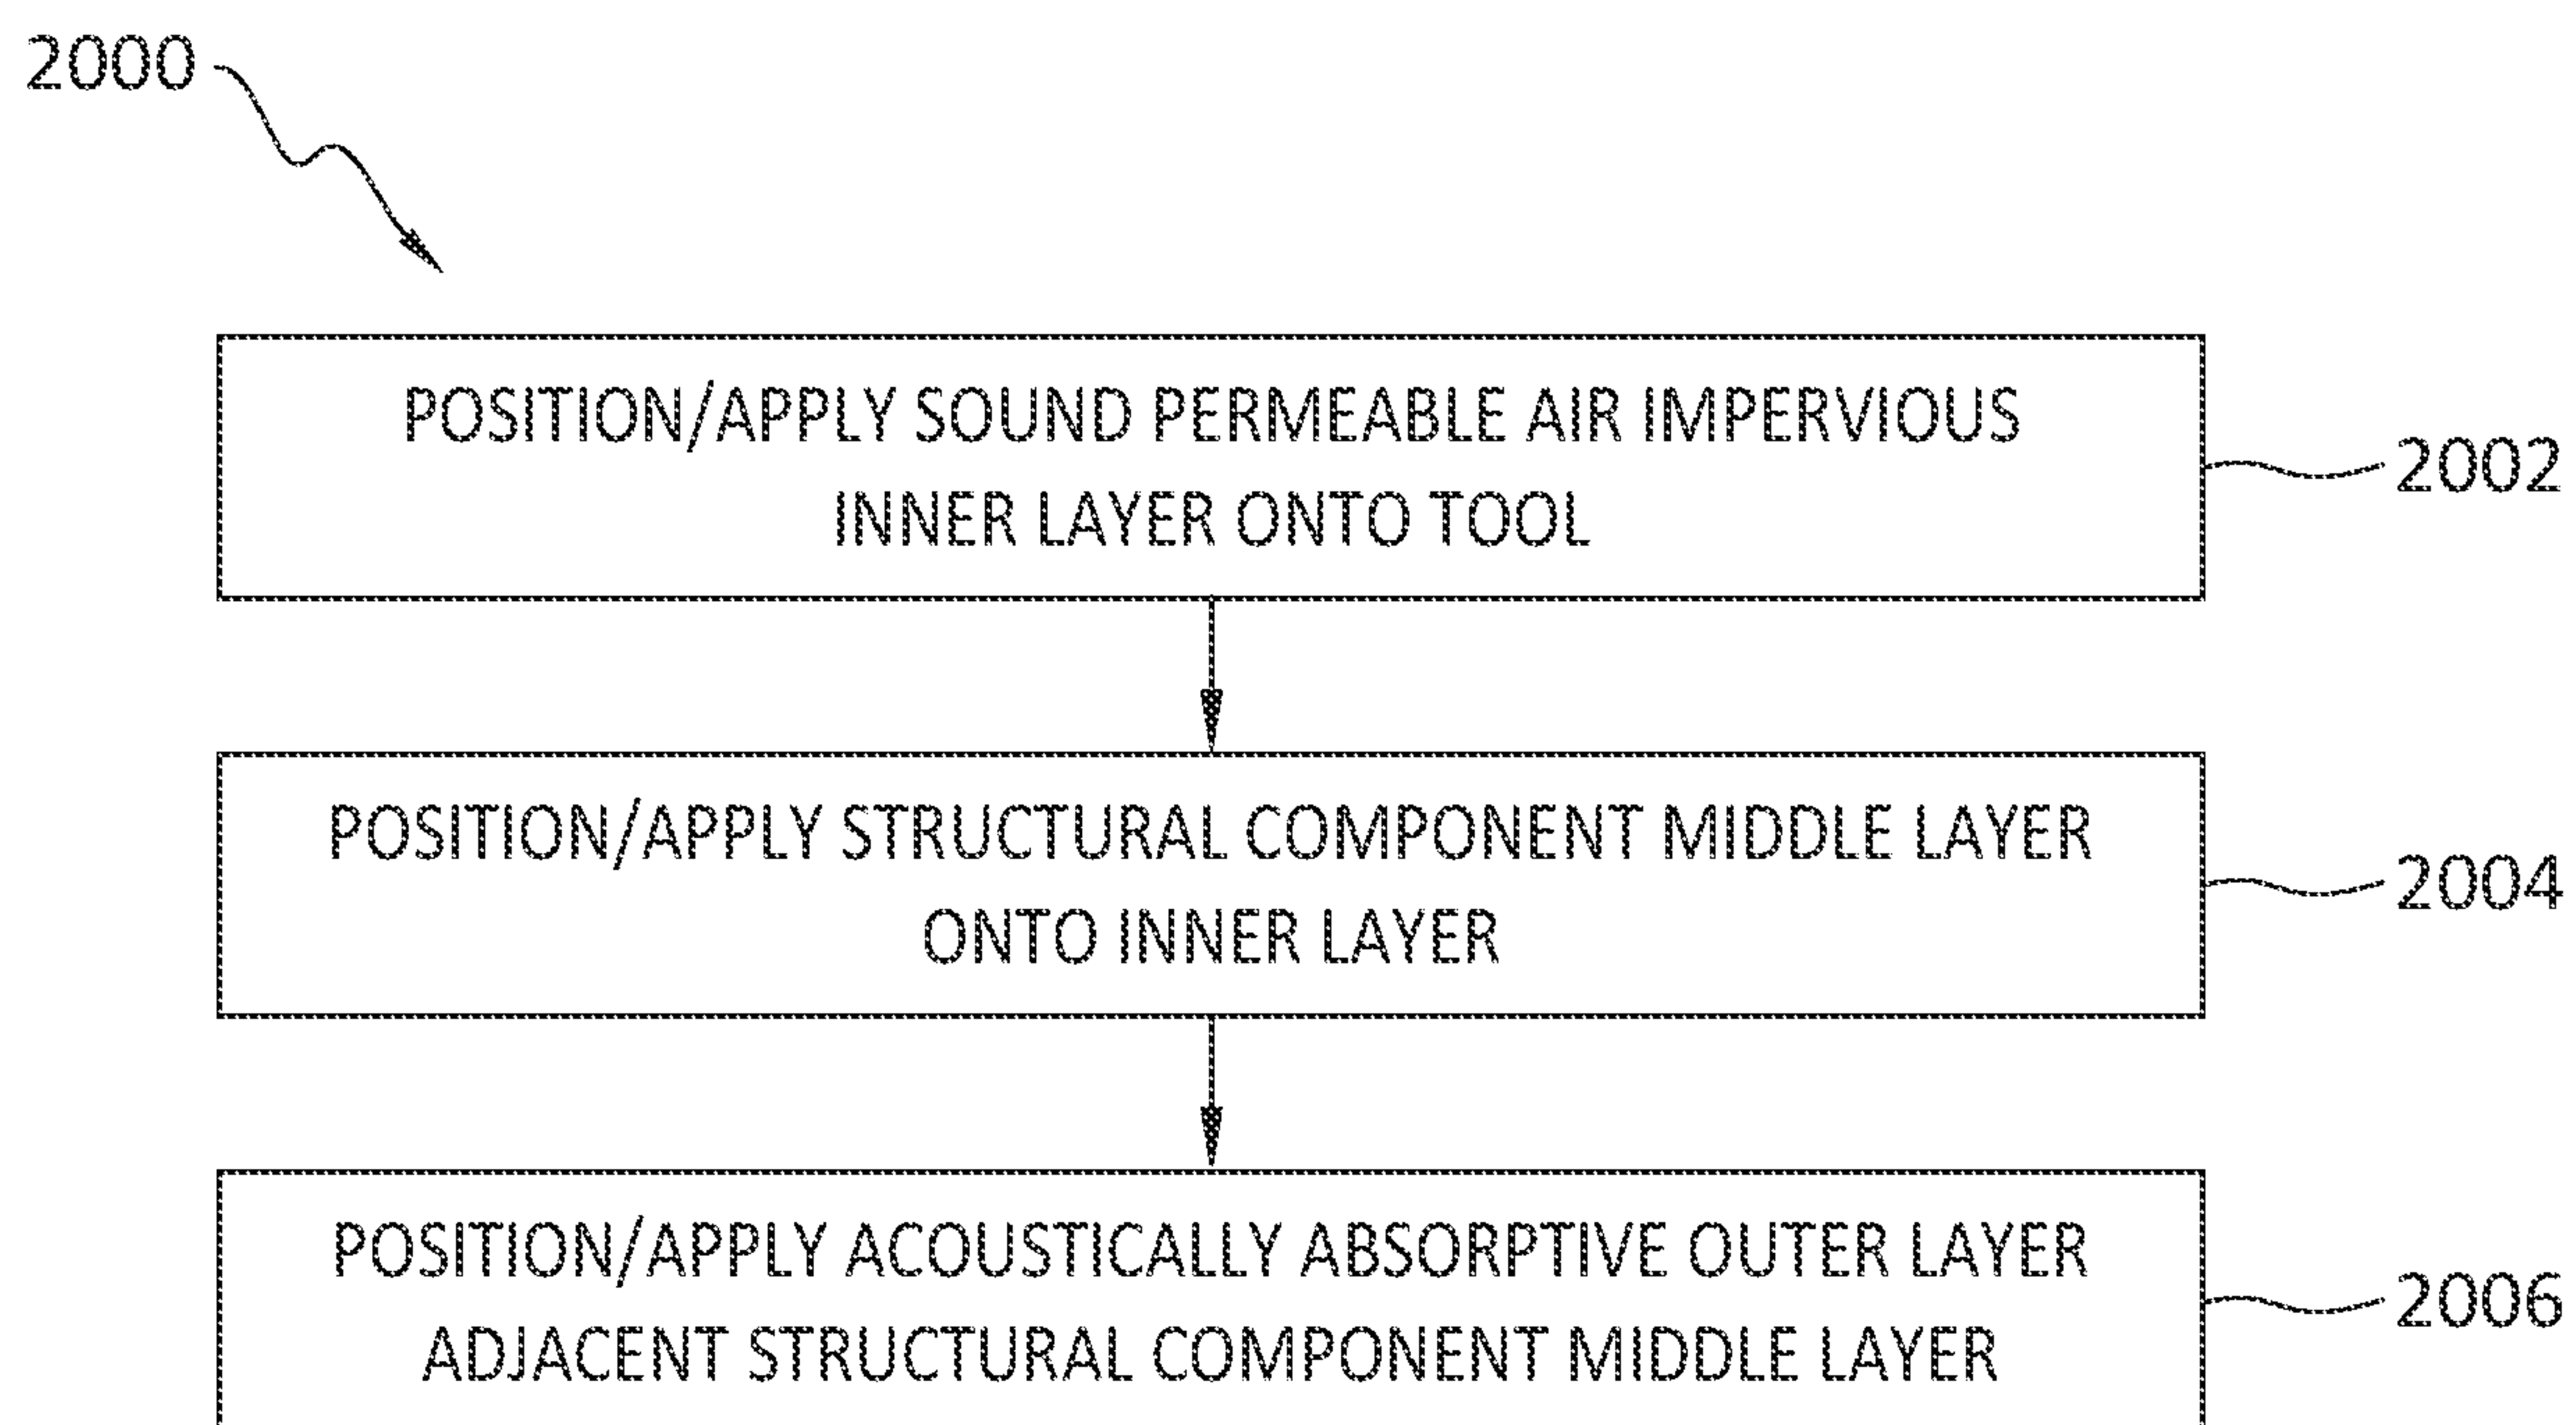 2000
POSITION/APPLY SOUND PERMEABLE AIR IMPERVIOUS
INNER LAYER ONTO TOOL
2002
POSITION/APPLY STRUCTURAL COMPONENT MIDDLE LAYER
ONTO INNER LAYER
2004
POSITION/APPLY ACOUSTICALLY ABSORPTIVE OUTER LAYER
ADJACENT STRUCTURAL COMPONENT MIDDLE LAYER
2006